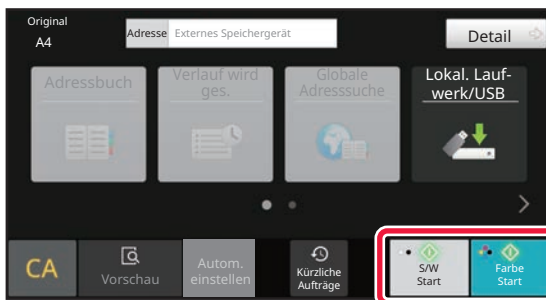 Original
A4
Adresse
Externes Speichergerät
Detail
Adressbuch
Verlauf wird
ges.
Globale
Adresssuche
Lokal. Lauf-
werk/USB
CA
Vorschau
Autom.
einstellen
Kürzliche
Aufträge
S/W
Start
Farbe
Start